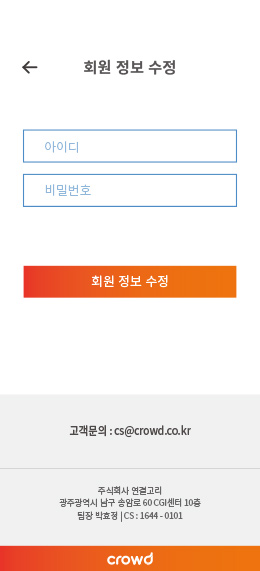 회원 정보 수정
아이디
비밀번호
회원 정보 수정
고객문의 : cs@crowd.co.kr
주식회사 연결고리
광주광역시 남구 송암로 60 CGI센터 10층
팀장 박효정 | CS : 1644 - 0101
crowd